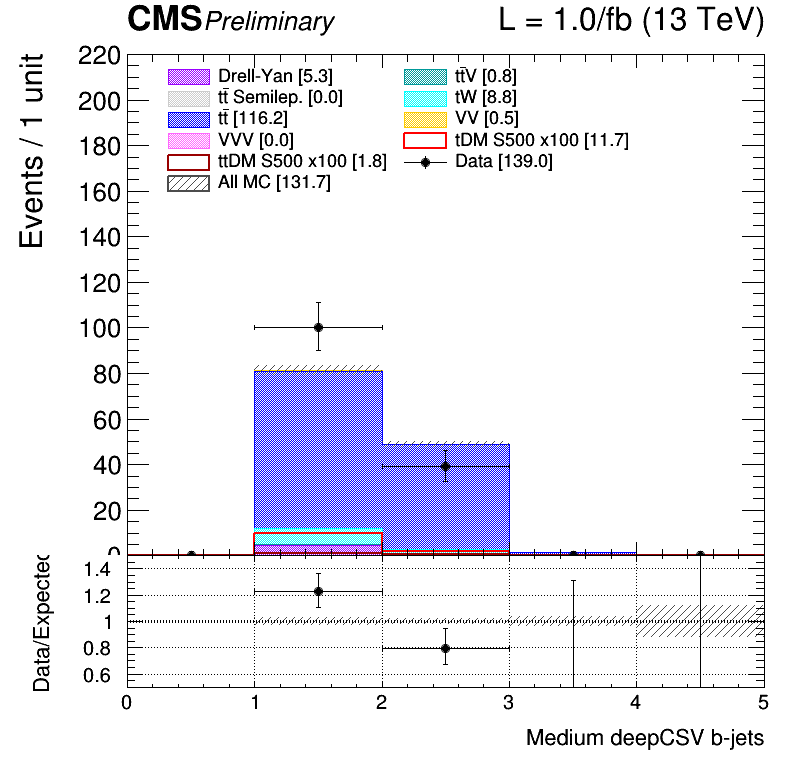 CMS Preliminary L = 1.0/fb (13 TeV)
Events / 1 unit
220
200
180
160
140
120
100
80
60
40
20
0
Drell-Yan [5.3]
tt̄V [0.8]
tt̄ Semilep. [0.0]
tW [8.8]
tt̄ [116.2]
VV [0.5]
VVV [0.0]
tDM S500 x100 [11.7]
ttDM S500 x100 [1.8]
Data [139.0]
All MC [131.7]
Data/Expected
1.4
1.2
1
0.8
0.6
0 1 2 3 4 5
Medium deepCSV b-jets